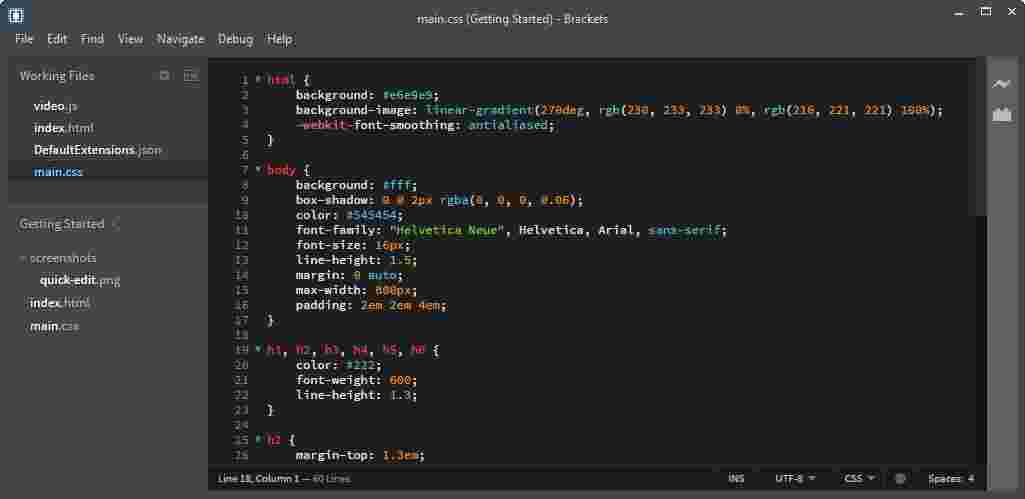 main.css (Getting Started) - Brackets
File Edit Find View Navigate Debug Help
Working Files
video.js
index.html
DefaultExtensions.json
main.css
Getting Started
screenshots
quick-edit.png
index.html
main.css
1 html {
2 background: #e6e9e9;
3 background-image: linear-gradient(270deg, rgb(230, 233, 233) 0%, rgb(216, 221, 221) 100%);
4 -webkit-font-smoothing: antialiased;
5 }
6
7 body {
8 background: #fff;
9 box-shadow: 0 0 2px rgba(0, 0, 0, 0.06);
10 color: #545454;
11 font-family: "Helvetica Neue", Helvetica, Arial, sans-serif;
12 font-size: 16px;
13 line-height: 1.5;
14 margin: 0 auto;
15 max-width: 800px;
16 padding: 2em 2em 4em;
17 }
18
19 h1, h2, h3, h4, h5, h6 {
20 color: #222;
21 font-weight: 600;
22 line-height: 1.3;
23 }
24
25 h2 {
26 margin-top: 1.3em;
Line 18, Column 1 — 60 Lines INS UTF-8 CSS Spaces: 4